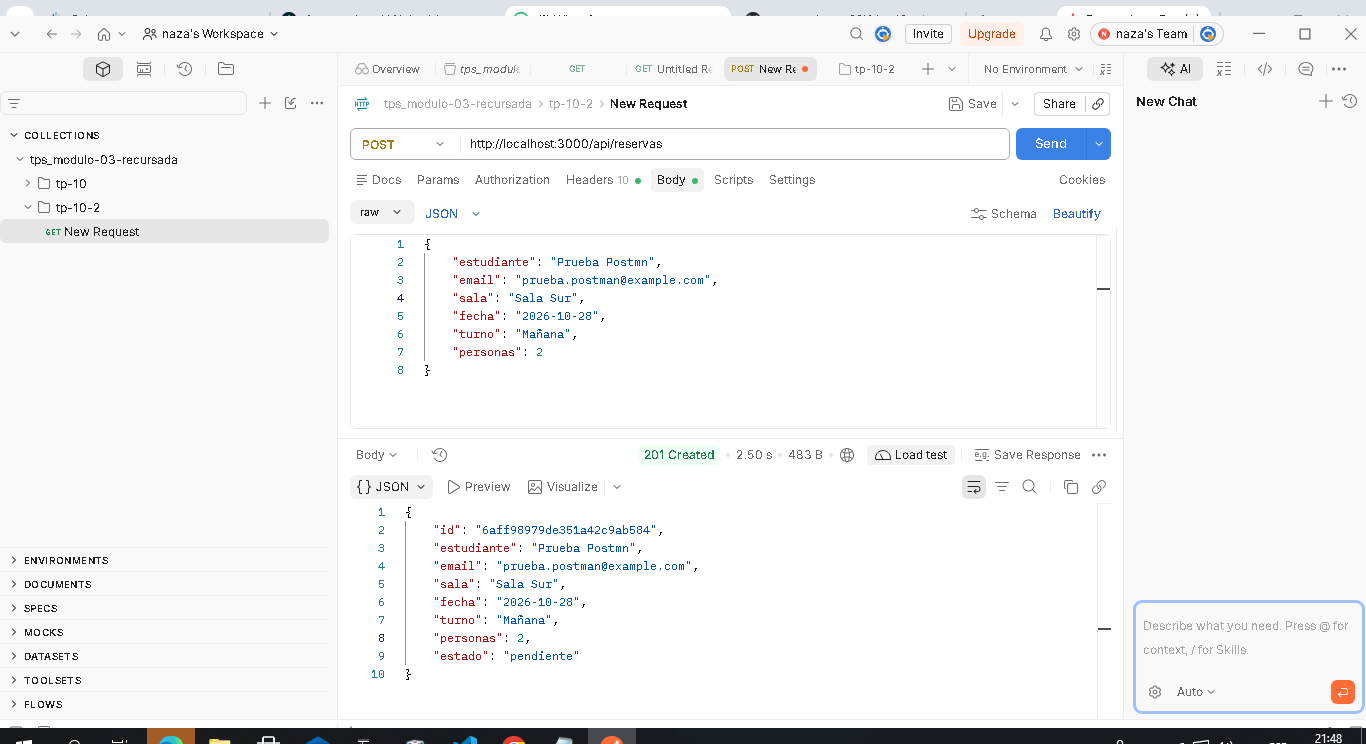 naza's Workspace
Invite
Upgrade
N
naza's Team
Overview
GET
GET Untitled Re
POST New Re
tp-10-2
No Environment
AI
HTTP tps_modulo-03-recursada > tp-10-2 > New Request
Save
Share
New Chat
COLLECTIONS
tps_modulo-03-recursada
tp-10
tp-10-2
GET New Request
POST
http://localhost:3000/api/reservas
Send
Docs Params Authorization Headers 10 Body Scripts Settings
Cookies
raw JSON
Schema Beautify
1 {
2 "estudiante": "Prueba Postmn",
3 "email": "prueba.postman@example.com",
4 "sala": "Sala Sur",
5 "fecha": "2026-10-28",
6 "turno": "Mañana",
7 "personas": 2
8 }
Body
201 Created • 2.50 s • 483 B
Load test
e.g. Save Response
{} JSON Preview Visualize
1 {
2 "id": "6aff98979de351a42c9ab584",
3 "estudiante": "Prueba Postmn",
4 "email": "prueba.postman@example.com",
5 "sala": "Sala Sur",
6 "fecha": "2026-10-28",
7 "turno": "Mañana",
8 "personas": 2,
9 "estado": "pendiente"
10 }
ENVIRONMENTS
DOCUMENTS
SPECS
MOCKS
DATASETS
TOOLSETS
FLOWS
Describe what you need. Press @ for
context, / for Skills.
Auto
21:48